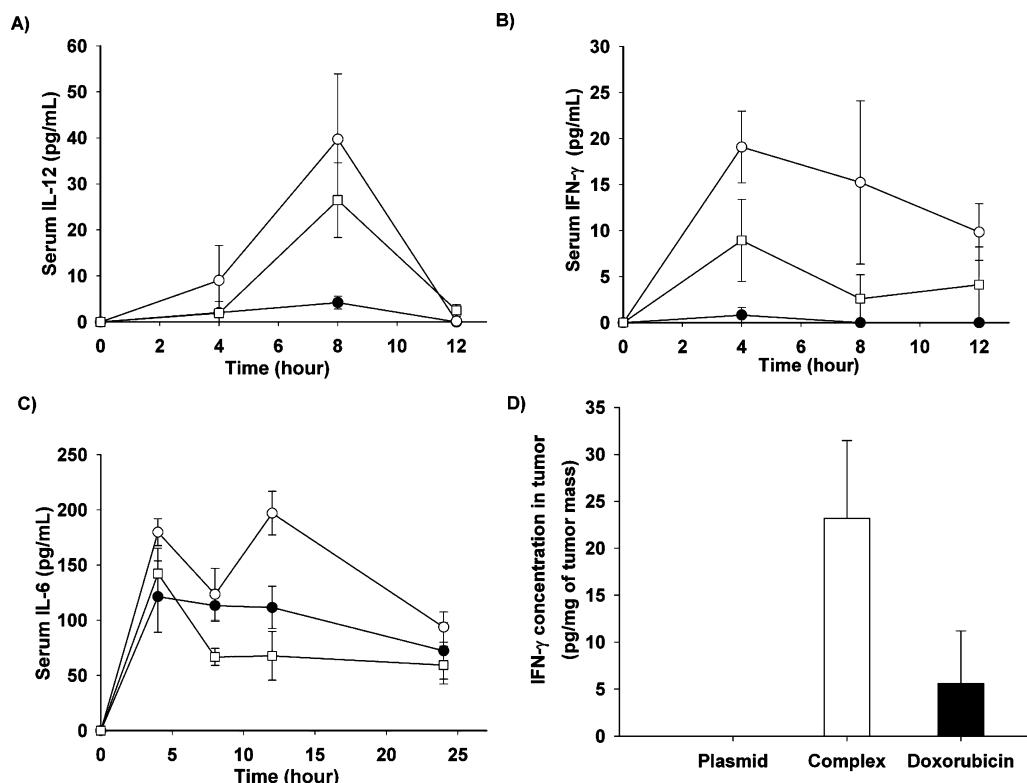 A)
60
50
40
30
20
10
0
Serum IL-12 (pg/mL)
0 2 4 6 8 10 12
Time (hour)
B)
30
25
20
15
10
5
0
Serum IFN-γ (pg/mL)
0 2 4 6 8 10 12
Time (hour)
C)
250
200
150
100
50
0
Serum IL-6 (pg/mL)
0 5 10 15 20 25
Time (hour)
D)
35
30
25
20
15
10
5
0
IFN-γ concentration in tumor
(pg/mg of tumor mass)
Plasmid Complex Doxorubicin